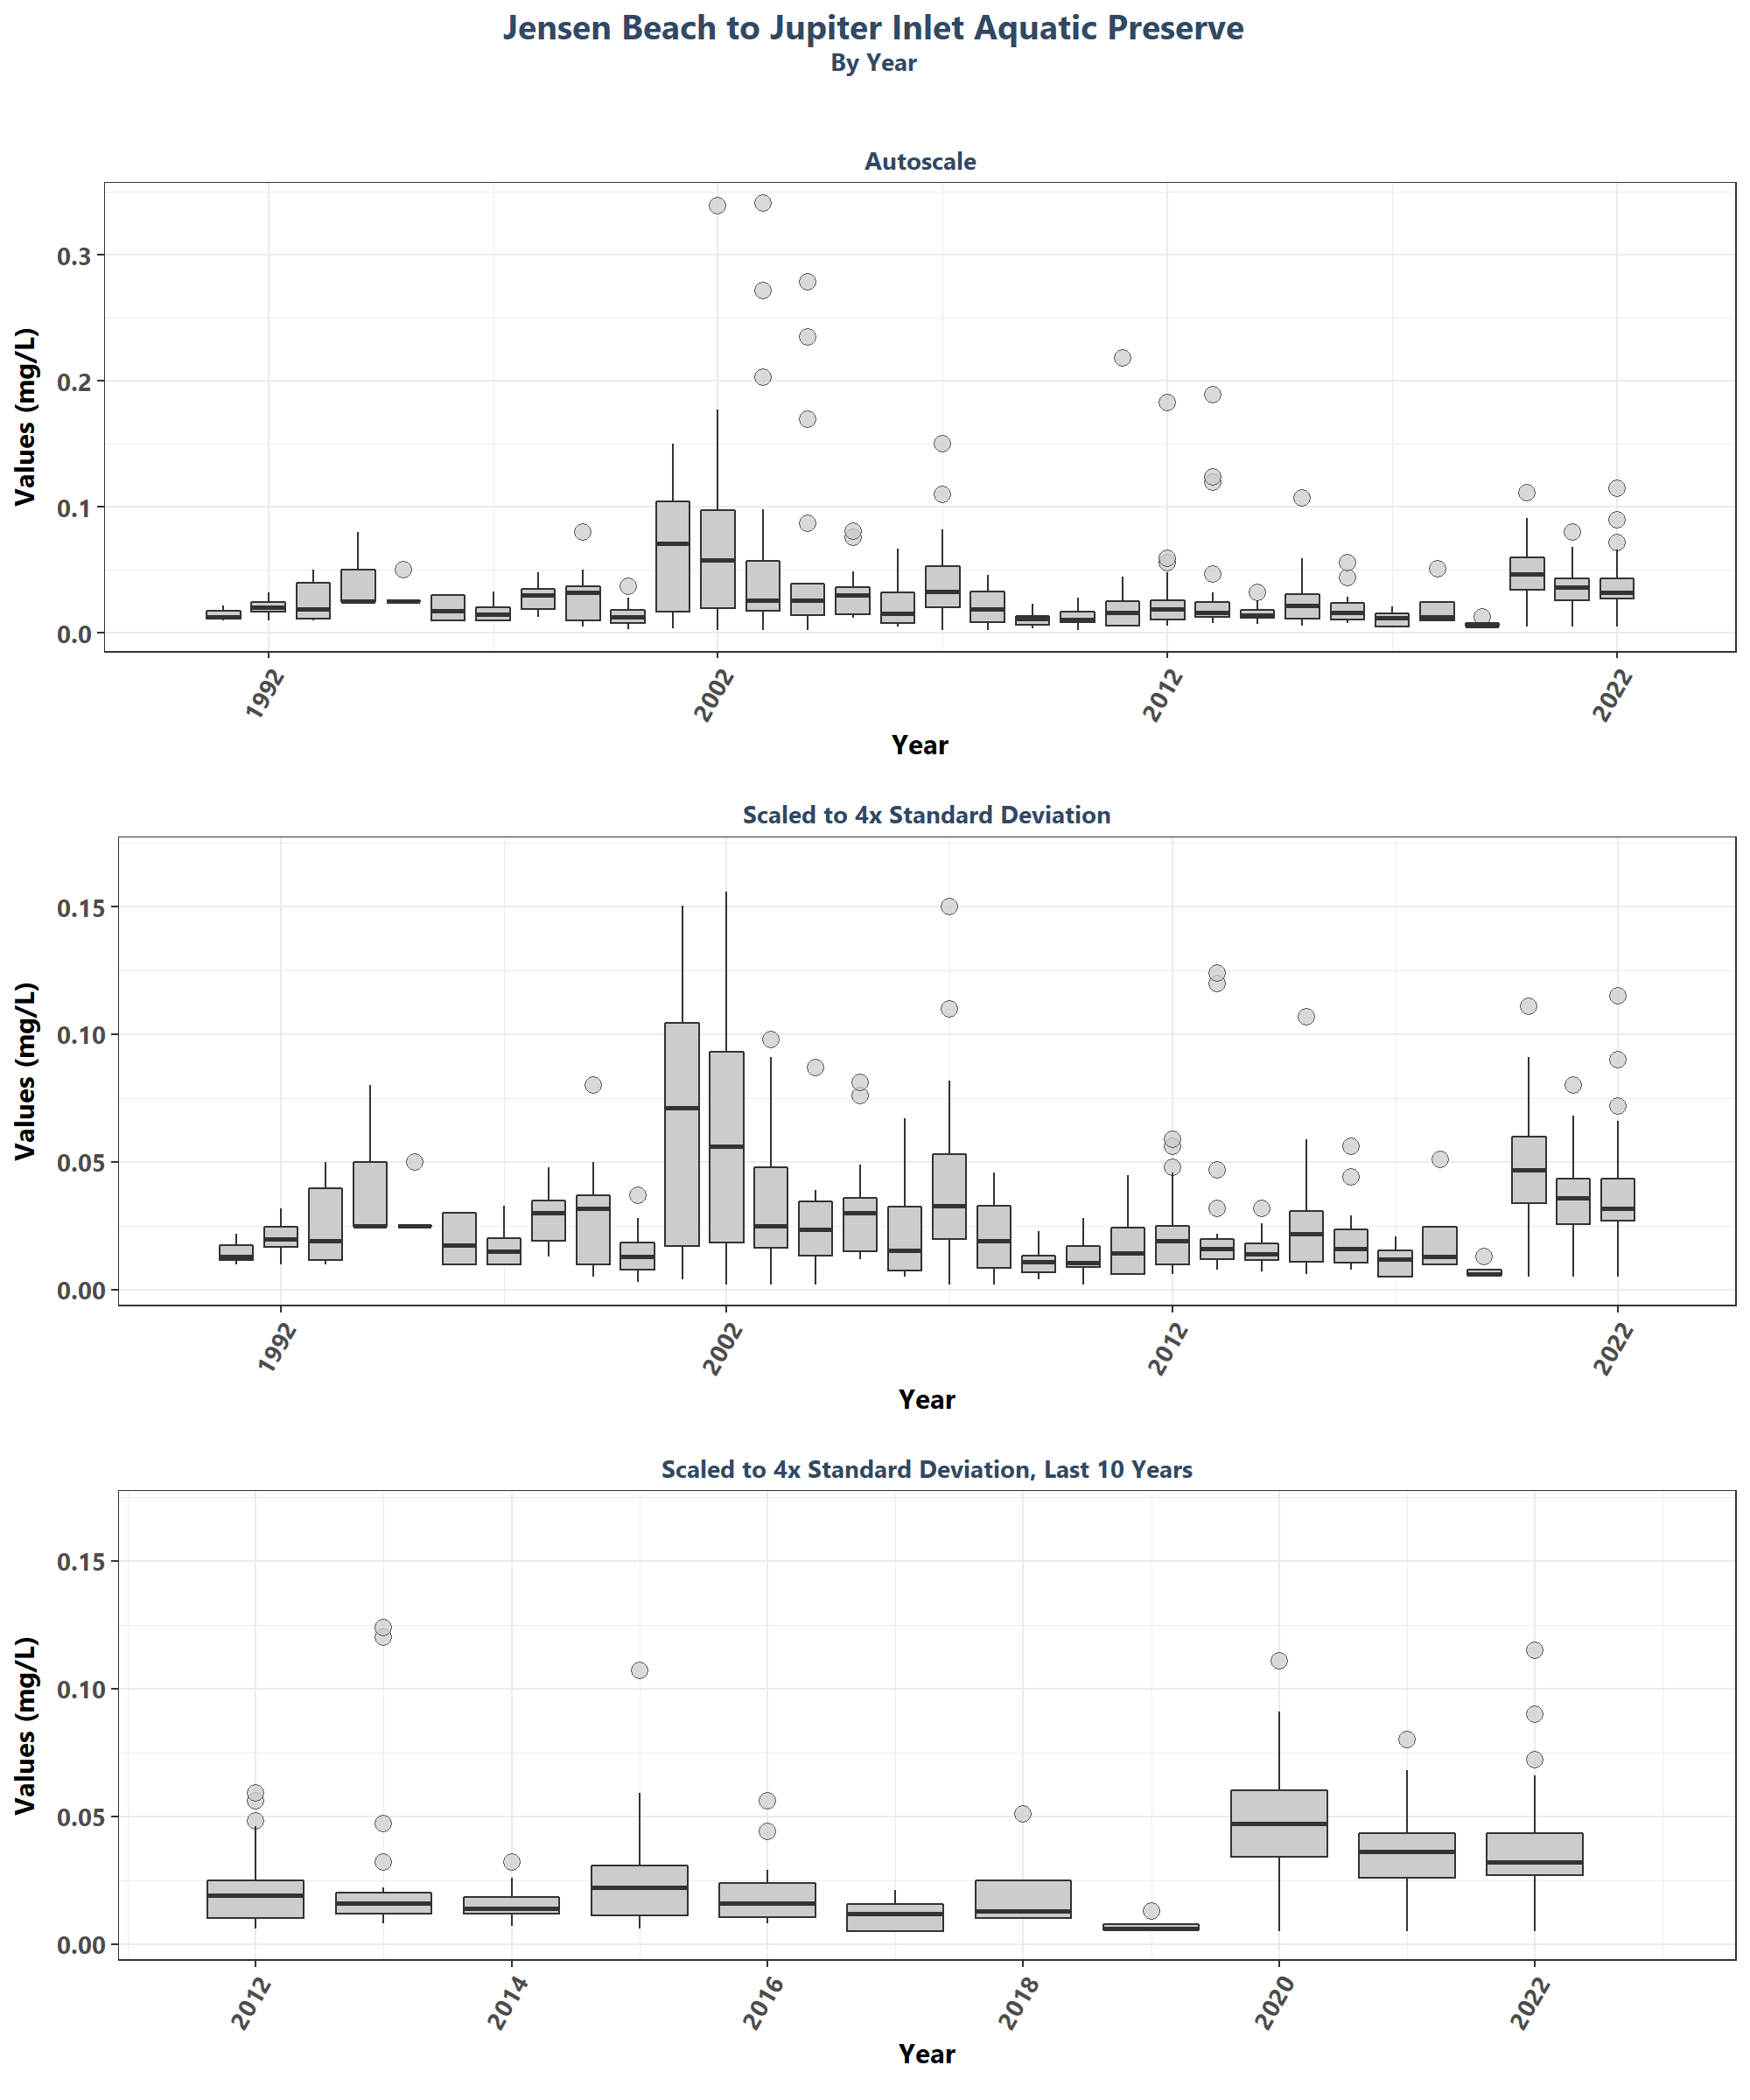 Jensen Beach to Jupiter Inlet Aquatic Preserve
By Year
Autoscale
Values (mg/L)
0.3
0.2
0.1
0.0
1992
2002
2012
2022
Year
Scaled to 4x Standard Deviation
Values (mg/L)
0.15
0.10
0.05
0.00
1992
2002
2012
2022
Year
Scaled to 4x Standard Deviation, Last 10 Years
Values (mg/L)
0.15
0.10
0.05
0.00
2012
2014
2016
2018
2020
2022
Year